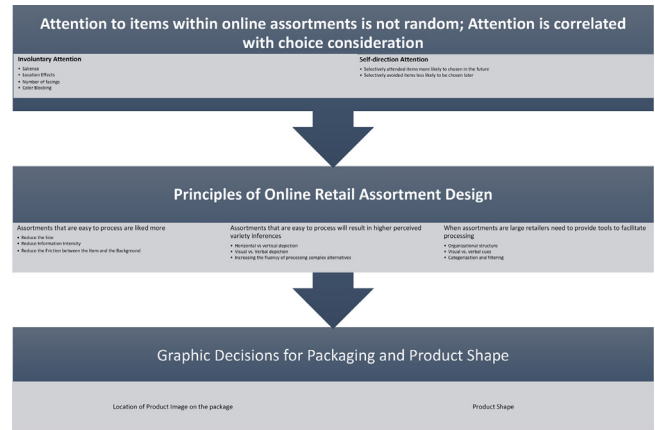 Attention to items within online assortments is not random; Attention is correlated
with choice consideration
Involuntary Attention
• Salience
• Location Effects
• Number of facings
• Color Blocking
Self-direction Attention
• Selectively attended items more likely to chosen in the future
• Selectively avoided items less likely to be chosen later
Principles of Online Retail Assortment Design
Assortments that are easy to process are liked more
• Reduce the Size
• Reduce Information Intensity
• Reduce the Friction between the Item and the Background
Assortments that are easy to process will result in higher perceived
variety inferences
• Horizontal vs vertical depiction
• Visual vs. Verbal depiction
• Increasing the fluency of processing complex alternatives
When assortments are large retailers need to provide tools to facilitate
processing
• Organizational structure
• Visual vs. verbal cues
• Categorization and filtering
Graphic Decisions for Packaging and Product Shape
Location of Product Image on the package
Product Shape